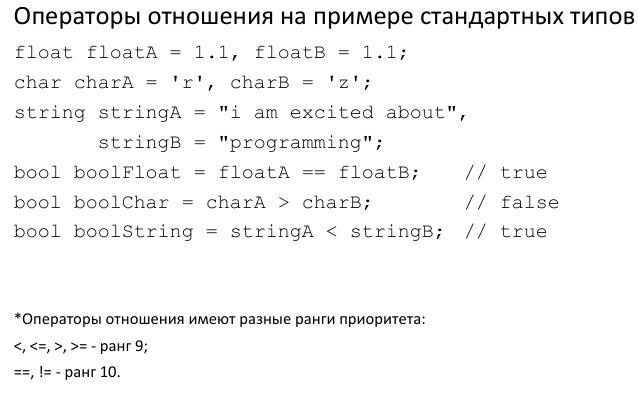 Операторы отношения на примере стандартных типов
float floatA = 1.1, floatB = 1.1;
char charA = 'r', charB = 'z';
string stringA = "i am excited about",
stringB = "programming";
bool boolFloat = floatA == floatB; // true
bool boolChar = charA > charB; // false
bool boolString = stringA < stringB; // true
*Операторы отношения имеют разные ранги приоритета:
<, <=, >, >= - ранг 9;
==, != - ранг 10.